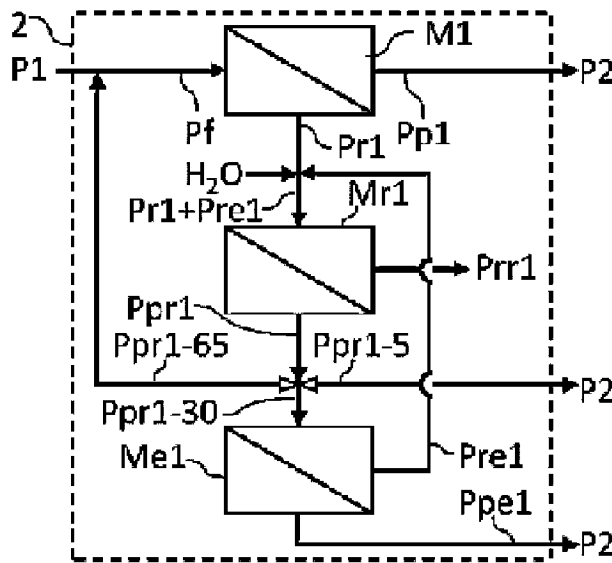 2
M1
P1
P2
Pf
Pp1
Pr1
H₂O
Mr1
Pr1+Pre1
Prr1
Ppr1
Ppr1-65
Ppr1-5
P2
Ppr1-30
Me1
Pre1
Ppe1
P2